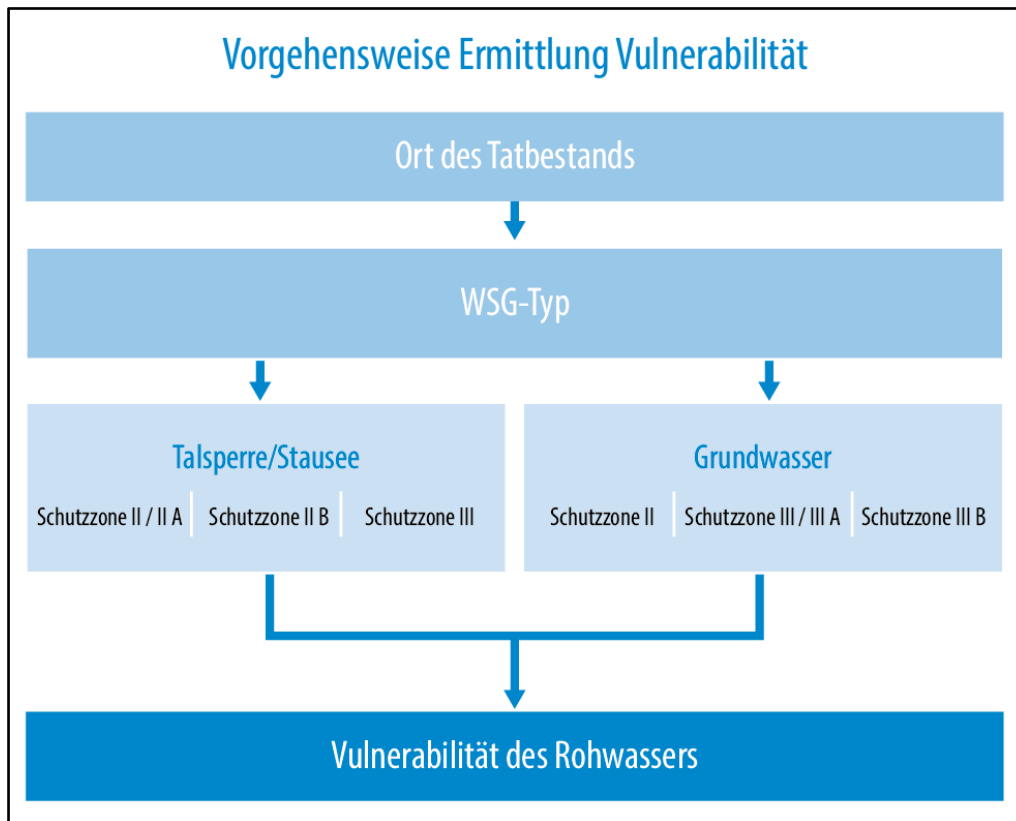 Vorgehensweise Ermittlung Vulnerabilität
Ort des Tatbestands
WSG-Typ
Talsperre/Stausee
Schutzzone II / II A
Schutzzone II B
Schutzzone III
Grundwasser
Schutzzone II
Schutzzone III / III A
Schutzzone III B
Vulnerabilität des Rohwassers